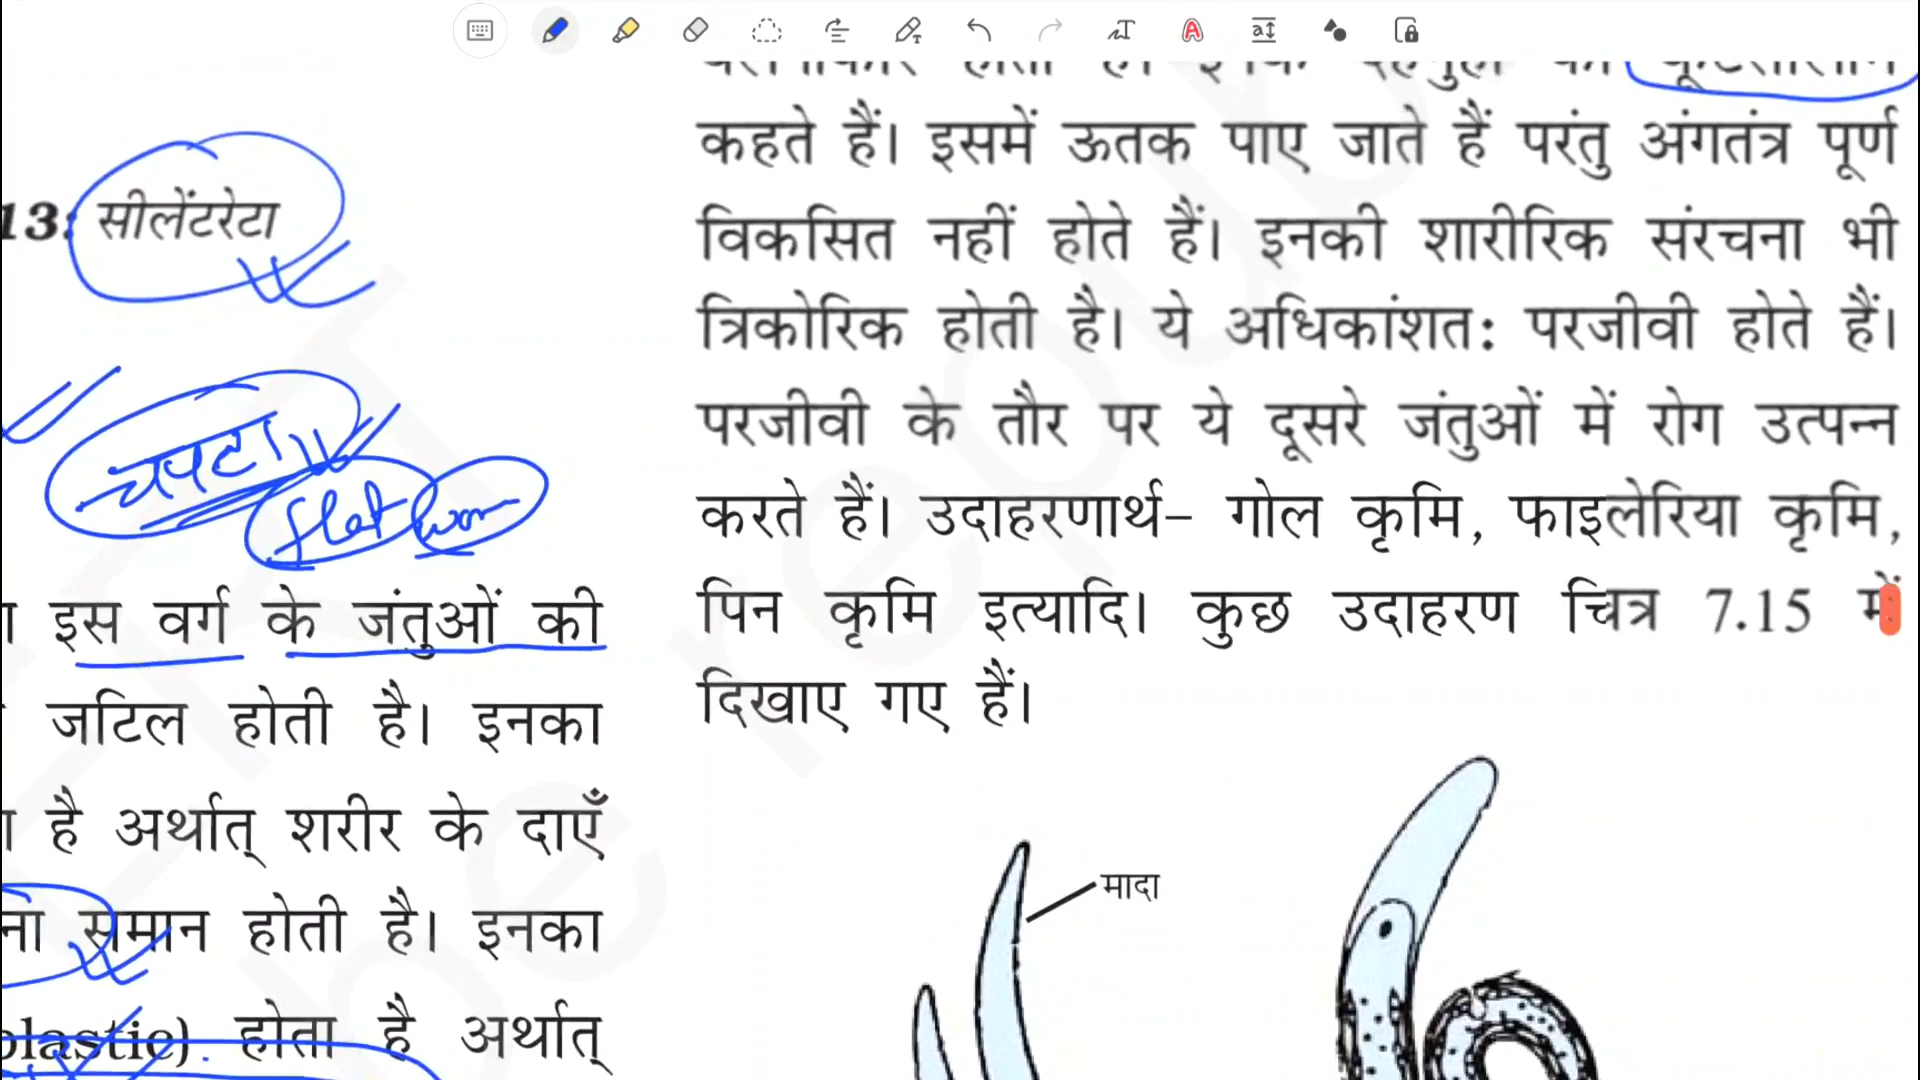 13: सीलेंटरेटा
चपटा
flat wor
इस वर्ग के जंतुओं की
जटिल होती है। इनका
है अर्थात् शरीर के दाएँ
ना समान होती है। इनका
blastic). होता है अर्थात्
कहते हैं। इसमें ऊतक पाए जाते हैं परंतु अंगतंत्र पूर्ण
विकसित नहीं होते हैं। इनकी शारीरिक संरचना भी
त्रिकोरिक होती है। ये अधिकांशत: परजीवी होते हैं।
परजीवी के तौर पर ये दूसरे जंतुओं में रोग उत्पन्न
करते हैं। उदाहरणार्थ– गोल कृमि, फाइलेरिया कृमि,
पिन कृमि इत्यादि। कुछ उदाहरण चित्र 7.15 में
दिखाए गए हैं।
मादा